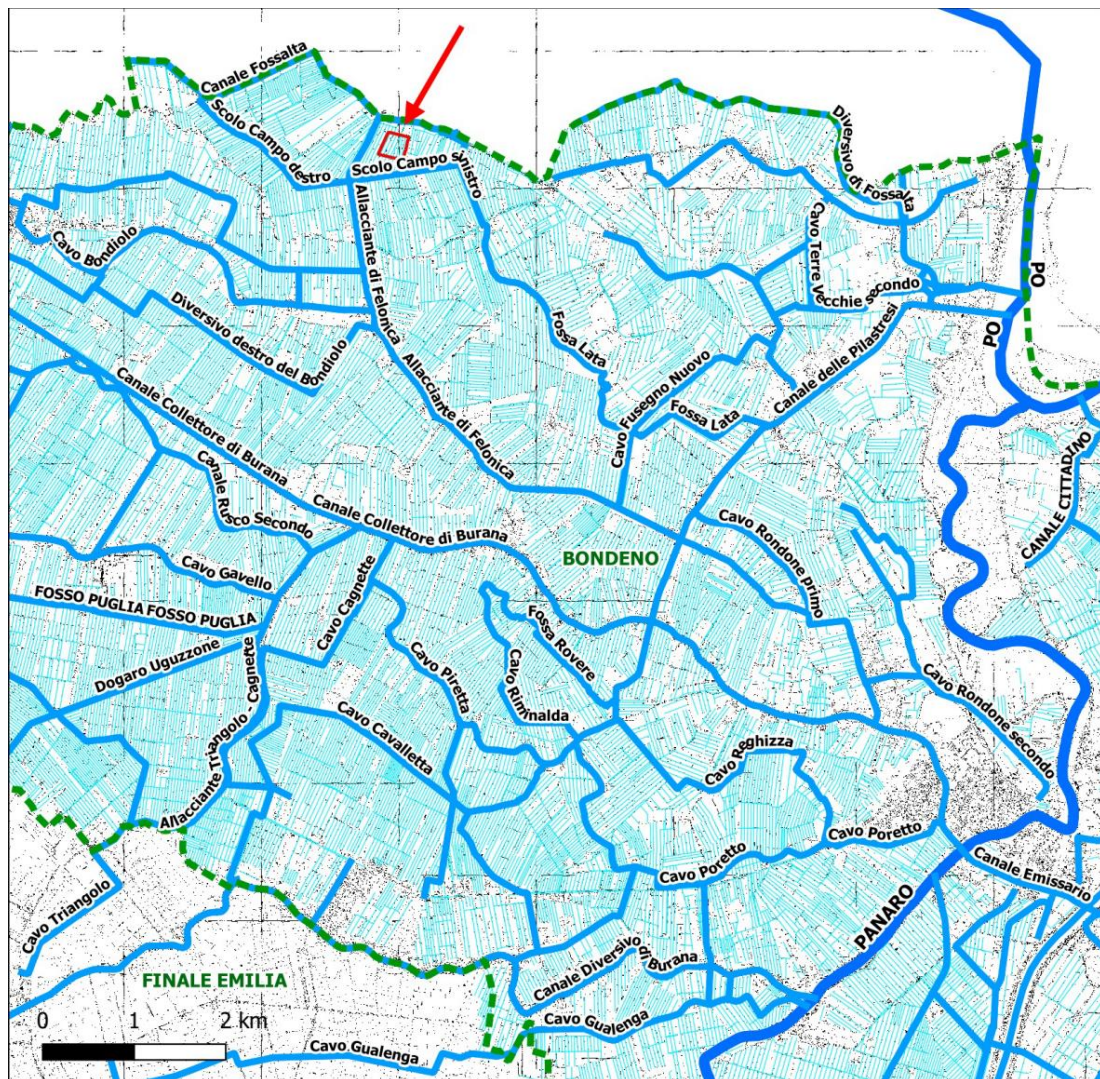 Canale Fossalta
Scolo Campo destro
Scolo Campo sinistro
Diversivo di Fossalta
Cavo Bondiolo
Allacciante di Felonica
Cavo Terre Vecchie secondo
PO
PO
Diversivo destro del Bondiolo
Fossa Lata
Canale delle Pilastresi
Cavo Fusegno Nuovo
Allacciante di Felonica
Fossa Lata
Canale Collettore di Burana
CANALE CITTADINO
Canale Rusco Secondo
Canale Collettore di Burana
Cavo Rondone primo
BONDENO
Cavo Gavello
Cavo Cagnette
FOSSO PUGLIA FOSSO PUGLIA
Fossa Rovere
Dogaro Uguzzone
Cavo Piretta
Cavo Riminalda
Cavo Rondone secondo
Allacciante Triangolo - Cagnette
Cavo Cavalletta
Cavo Reghizza
Cavo Poretto
Cavo Poretto
Canale Emissario
Cavo Triangolo
PANARO
FINALE EMILIA
Canale Diversivo di Burana
Cavo Gualenga
0 1 2 km
Cavo Gualenga